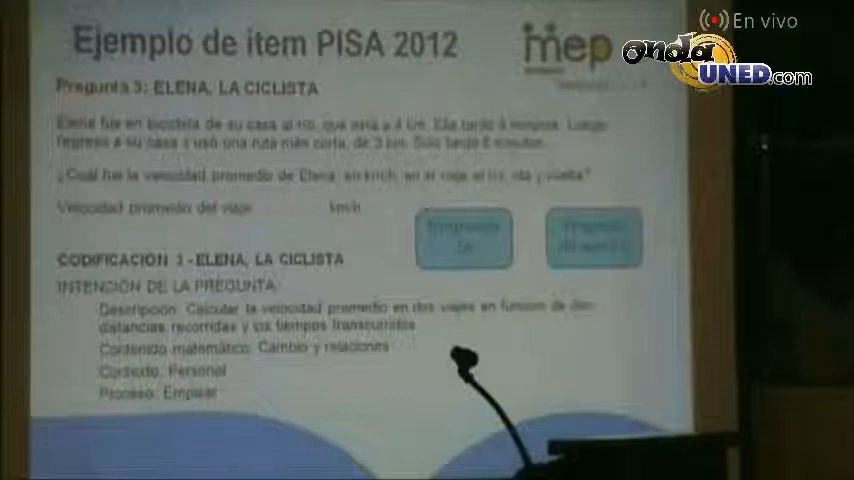 En vivo
onda
UNED.com
Ejemplo de item PISA 2012
mep
Pregunta 3: ELENA, LA CICLISTA
Elena fue en bicicleta de su casa al río, que está a 4 km. Ella tardó 9 minutos. Luego
regresó a su casa y usó una ruta más corta, de 3 km. Sólo tardó 6 minutos.
¿Cuál fue la velocidad promedio de Elena, en km/h, en el viaje al río, ida y vuelta?
Velocidad promedio del viaje: km/h
CODIFICACIÓN 3 - ELENA, LA CICLISTA
INTENCIÓN DE LA PREGUNTA
Descripción: Calcular la velocidad promedio en dos viajes en función de dos
distancias recorridas y los tiempos transcurridos
Contenido matemático: Cambio y relaciones
Contexto: Personal
Proceso: Emplear